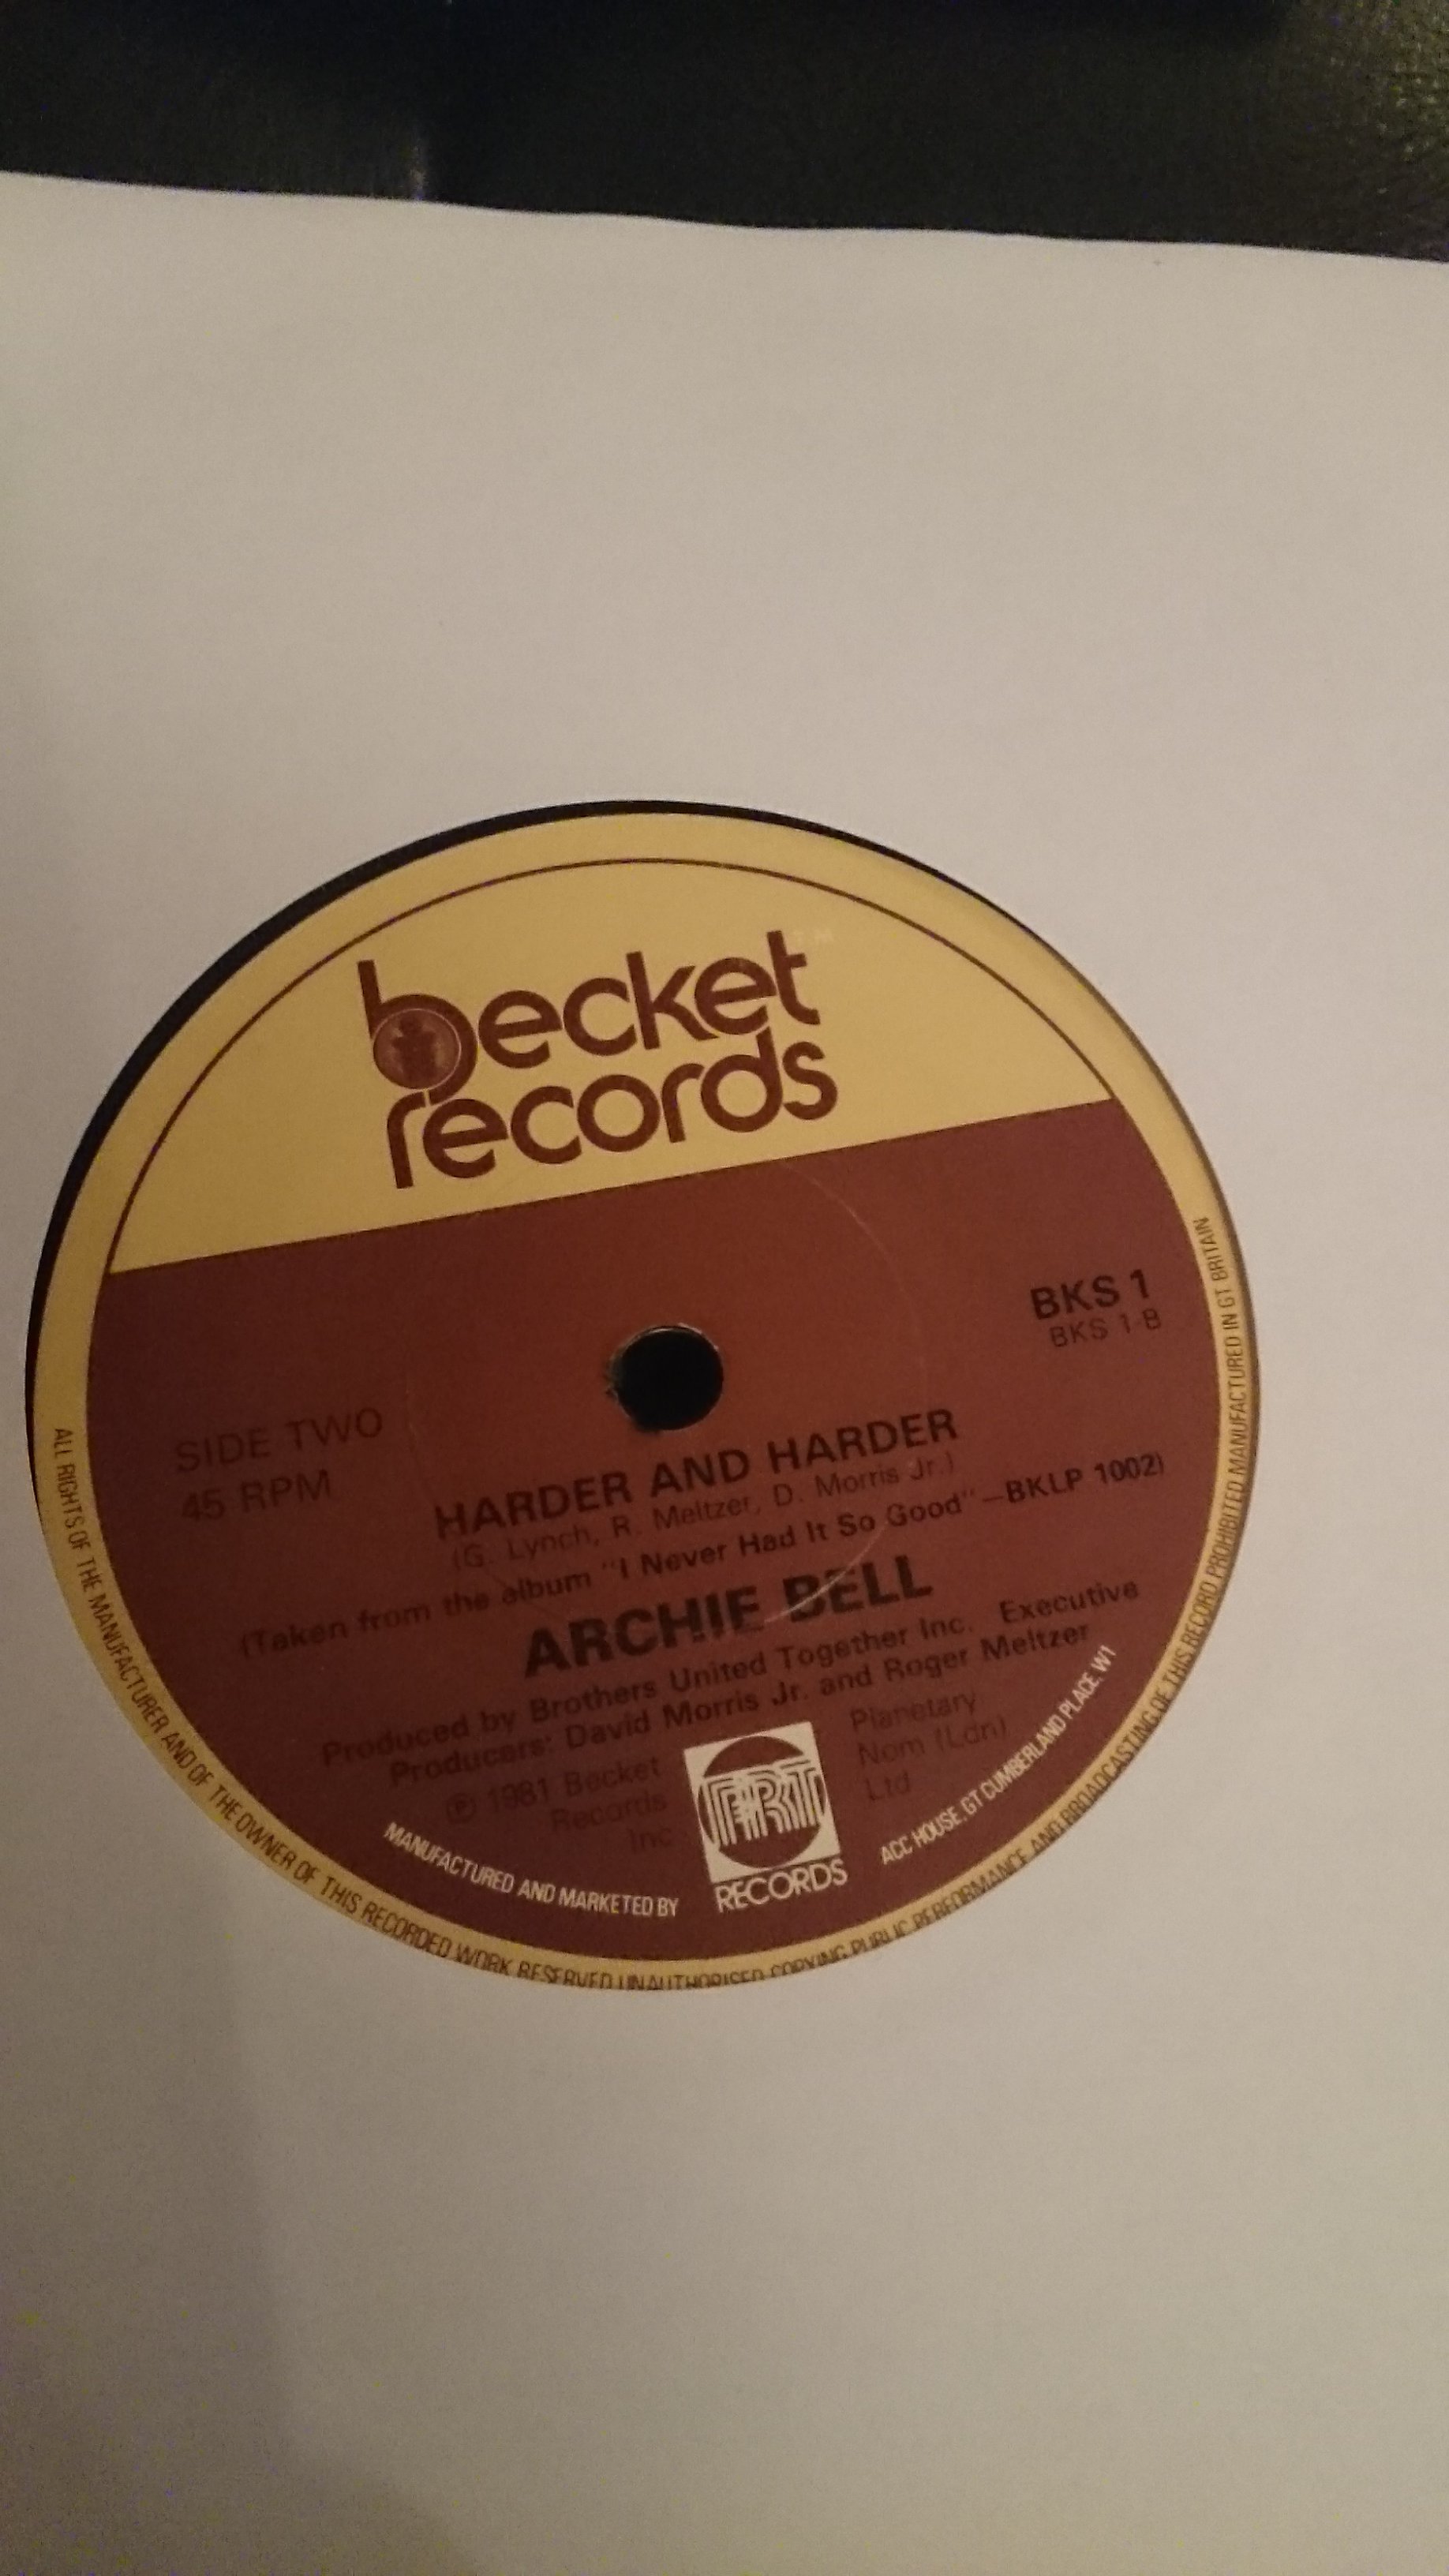 becket
records
BKS 1
BKS 1-B
SIDE TWO
45 RPM
HARDER AND HARDER
(G. Lynch, R. Meltzer, D. Morris Jr.)
(Taken from the album "I Never Had It So Good" – BKLP 1002)
ARCHIE BELL
Produced by Brothers United Together Inc. Executive
Producers: David Morris Jr. and Roger Meltzer
℗ 1981 Becket
Records
Inc
Planetary
Nom (Ldn)
Ltd
PRT
RECORDS
MANUFACTURED AND MARKETED BY
ACC HOUSE, GT CUMBERLAND PLACE, W1
ALL RIGHTS OF THE MANUFACTURER AND OF THE OWNER OF THIS RECORDED WORK RESERVED UNAUTHORISED COPYING PUBLIC PERFORMANCE AND BROADCASTING OF THIS RECORD PROHIBITED MANUFACTURED IN GT BRITAIN